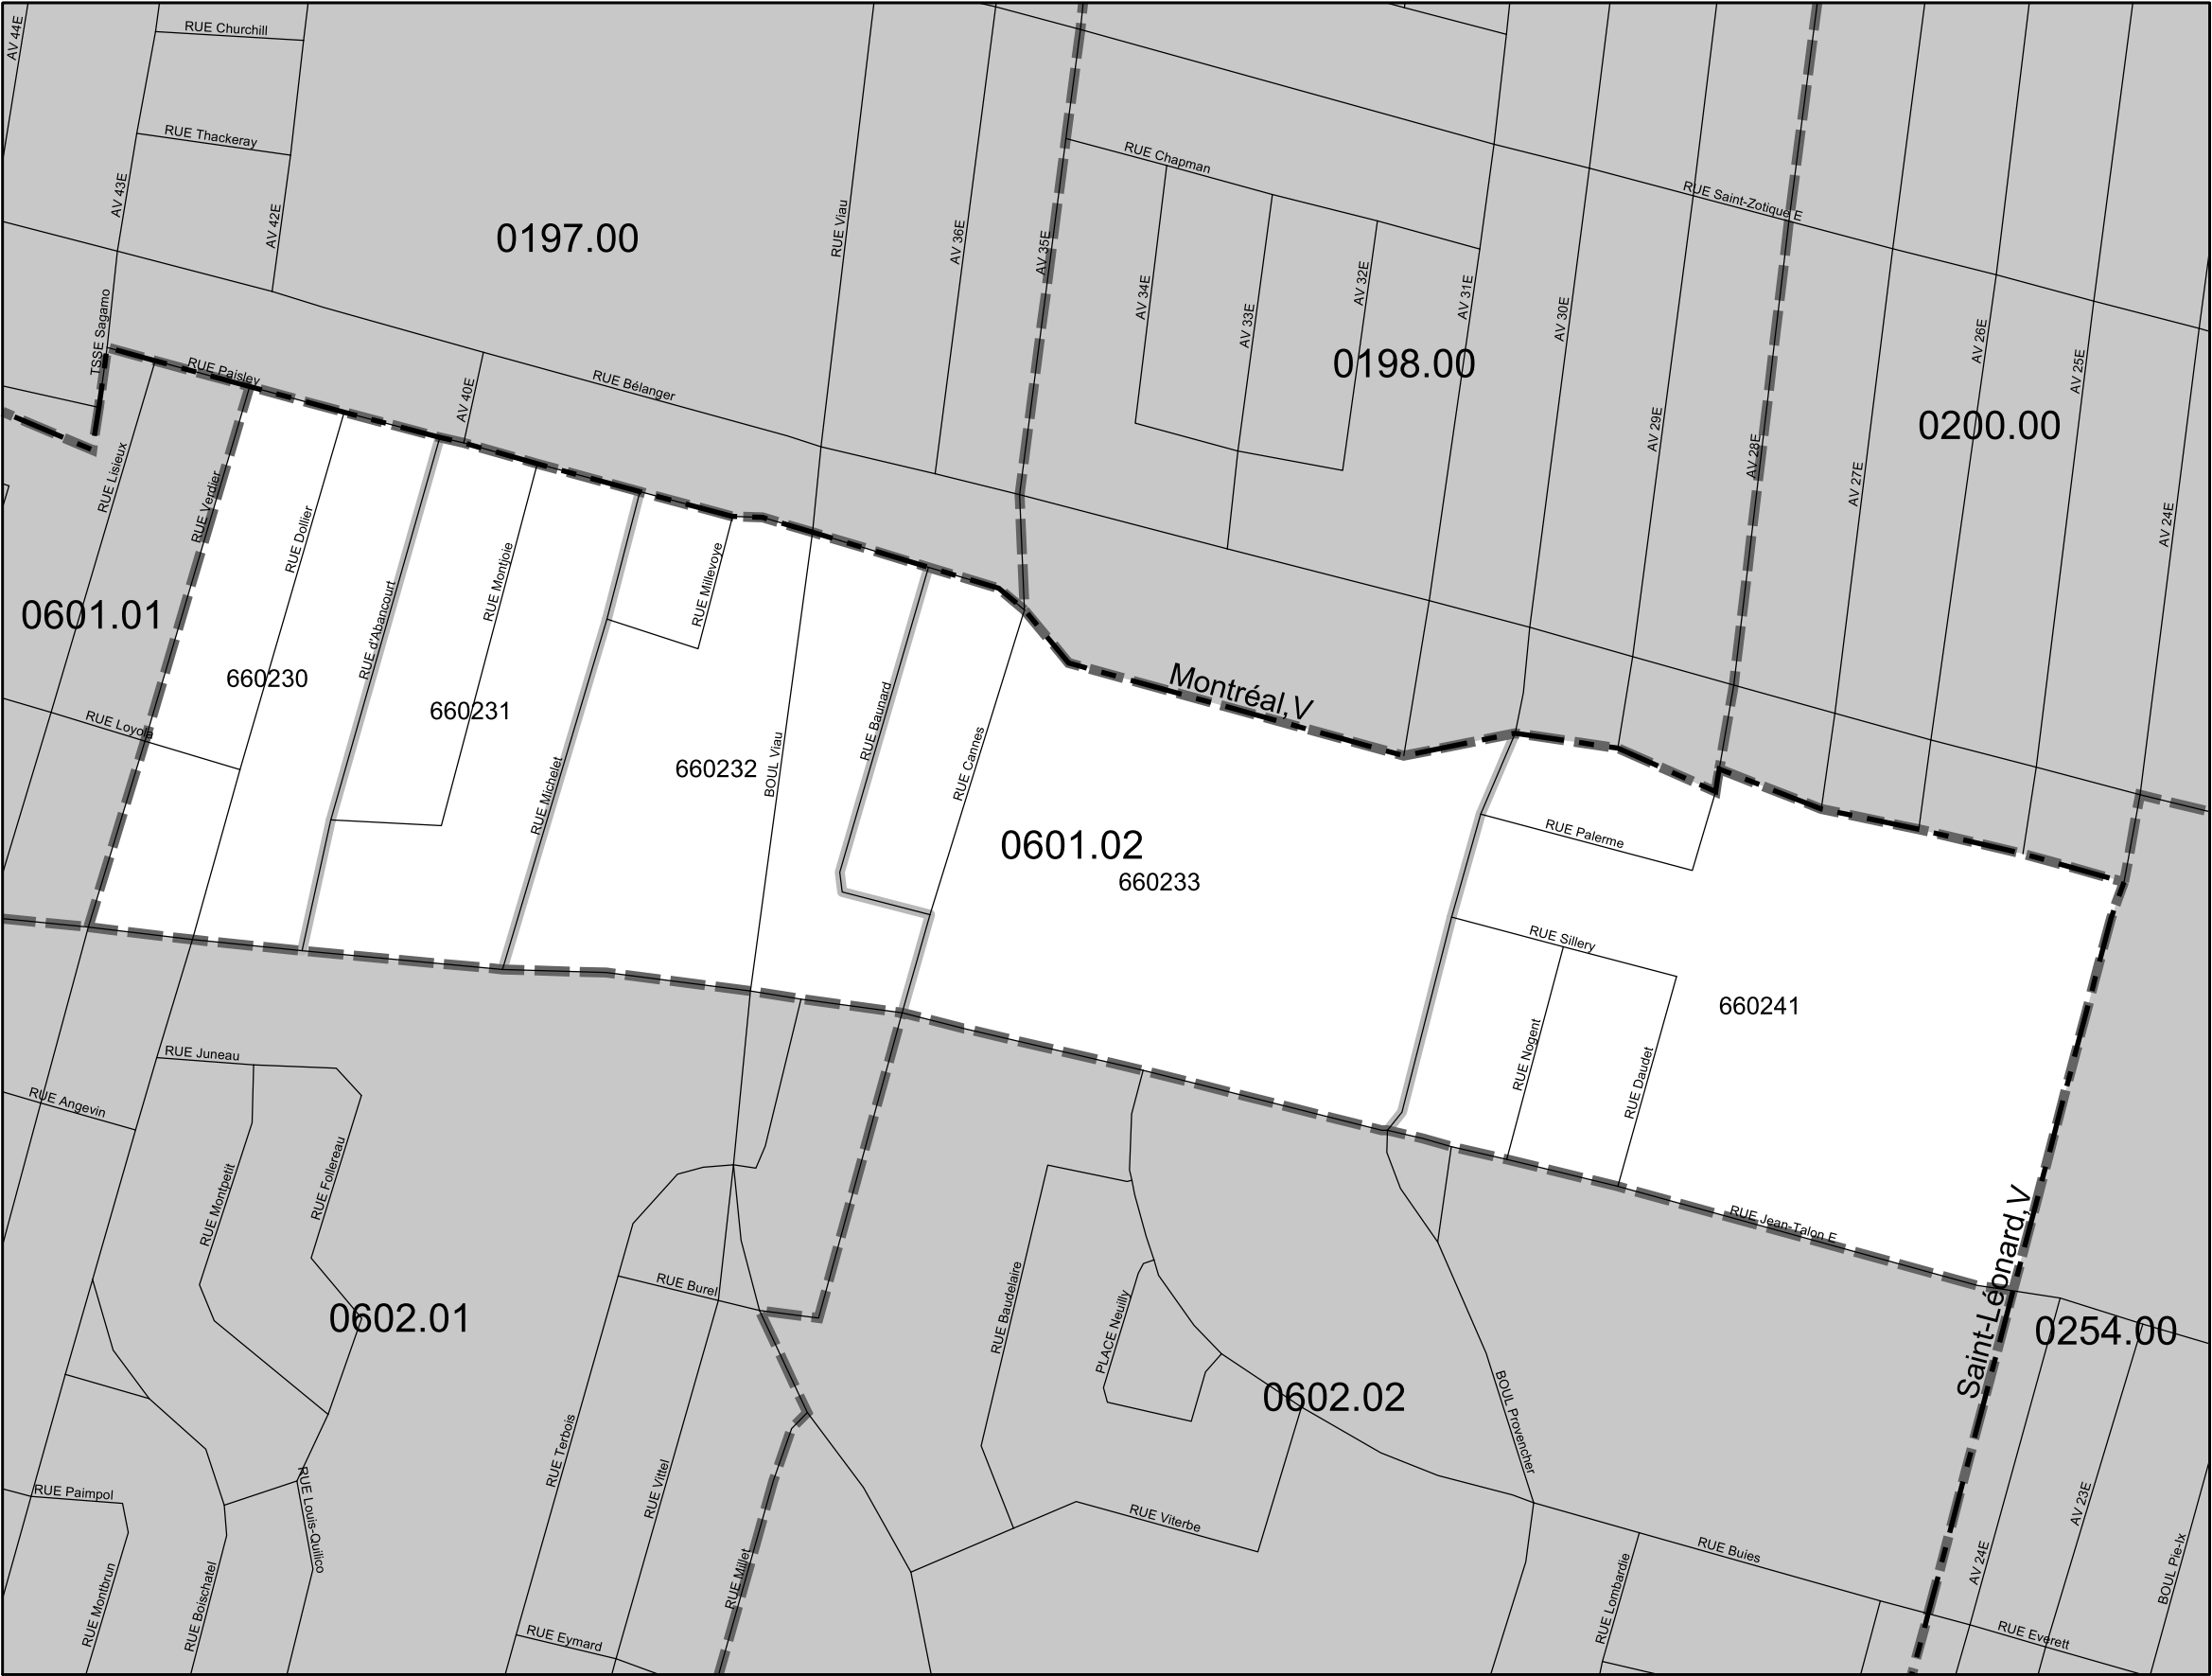 AV 44E
RUE Churchill
RUE Thackeray
AV 43E
AV 42E
0197.00
RUE Viau
AV 36E
AV 35E
RUE Chapman
RUE Saint-Zotique E
AV 34E
AV 33E
AV 32E
AV 31E
AV 30E
0198.00
AV 29E
AV 28E
AV 27E
AV 26E
AV 25E
AV 24E
0200.00
TSSE Sagamo
RUE Paisley
AV 40E
RUE Bélanger
RUE Lisieux
RUE Verdier
RUE Dollier
RUE d'Abancourt
RUE Montjoie
RUE Millevoye
0601.01
660230
660231
RUE Loyola
RUE Michelet
660232
BOUL Viau
RUE Baunard
RUE Cannes
Montréal,V
0601.02
660233
RUE Palerme
RUE Sillery
660241
RUE Nogent
RUE Daudet
RUE Jean-Talon E
Saint-Léonard,V
RUE Juneau
RUE Angevin
RUE Montpetit
RUE Follereau
0602.01
RUE Burel
RUE Baudelaire
PLACE Neuilly
0602.02
BOUL Provencher
0254.00
RUE Terbois
RUE Vittel
RUE Paimpol
RUE Louis-Quilico
RUE Viterbe
RUE Buies
AV 23E
AV 24E
BOUL Pie-Ix
RUE Montbrun
RUE Boischatel
RUE Millet
RUE Eymard
RUE Lombardie
RUE Everett